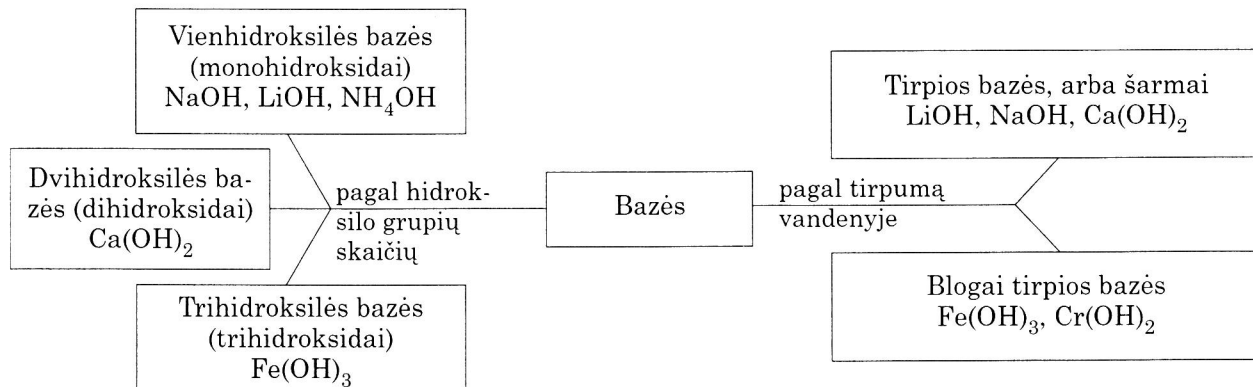 Vienhidroksilės bazės
(monohidroksidai)
NaOH, LiOH, NH₄OH
Dvihidroksilės ba-
zės (dihidroksidai)
Ca(OH)₂
Trihidroksilės bazės
(trihidroksidai)
Fe(OH)₃
pagal hidrok-
silo grupių
skaičių
Bazės
pagal tirpumą
vandenyje
Tirpios bazės, arba šarmai
LiOH, NaOH, Ca(OH)₂
Blogai tirpios bazės
Fe(OH)₃, Cr(OH)₂